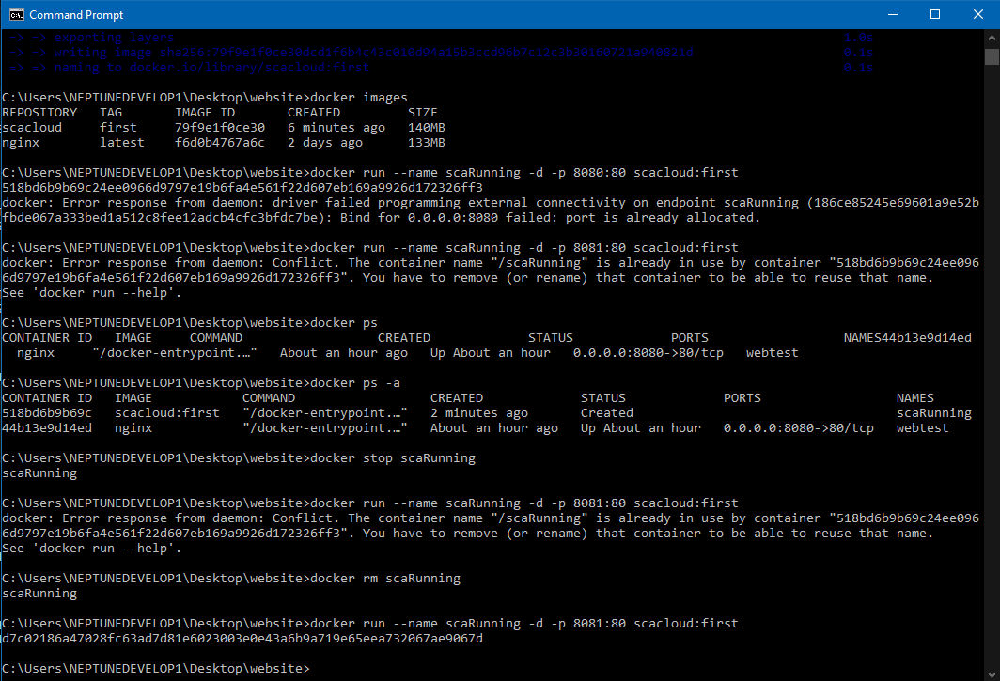 Command Prompt
=> => exporting layers 1.0s
=> => writing image sha256:79f9e1f0ce30dcd1f6b4c43c010d94a15b3ccd96b7c12c3b30160721a940821d 0.1s
=> => naming to docker.io/library/scacloud:first 0.1s
C:\Users\NEPTUNEDEVELOP1\Desktop\website>docker images
REPOSITORY TAG IMAGE ID CREATED SIZE
scacloud first 79f9e1f0ce30 6 minutes ago 140MB
nginx latest f6d0b4767a6c 2 days ago 133MB
C:\Users\NEPTUNEDEVELOP1\Desktop\website>docker run --name scaRunning -d -p 8080:80 scacloud:first
518bd6b9b69c24ee0966d9797e19b6fa4e561f22d607eb169a9926d172326ff3
docker: Error response from daemon: driver failed programming external connectivity on endpoint scaRunning (186ce85245e69601a9e52b
fbde067a333bed1a512c8fee12adcb4cfc3bfdc7be): Bind for 0.0.0.0:8080 failed: port is already allocated.
C:\Users\NEPTUNEDEVELOP1\Desktop\website>docker run --name scaRunning -d -p 8081:80 scacloud:first
docker: Error response from daemon: Conflict. The container name "/scaRunning" is already in use by container "518bd6b9b69c24ee096
6d9797e19b6fa4e561f22d607eb169a9926d172326ff3". You have to remove (or rename) that container to be able to reuse that name.
See 'docker run --help'.
C:\Users\NEPTUNEDEVELOP1\Desktop\website>docker ps
CONTAINER ID IMAGE COMMAND CREATED STATUS PORTS NAMES44b13e9d14ed
nginx "/docker-entrypoint.…" About an hour ago Up About an hour 0.0.0.0:8080->80/tcp webtest
C:\Users\NEPTUNEDEVELOP1\Desktop\website>docker ps -a
CONTAINER ID IMAGE COMMAND CREATED STATUS PORTS NAMES
518bd6b9b69c scacloud:first "/docker-entrypoint.…" 2 minutes ago Created scaRunning
44b13e9d14ed nginx "/docker-entrypoint.…" About an hour ago Up About an hour 0.0.0.0:8080->80/tcp webtest
C:\Users\NEPTUNEDEVELOP1\Desktop\website>docker stop scaRunning
scaRunning
C:\Users\NEPTUNEDEVELOP1\Desktop\website>docker run --name scaRunning -d -p 8081:80 scacloud:first
docker: Error response from daemon: Conflict. The container name "/scaRunning" is already in use by container "518bd6b9b69c24ee096
6d9797e19b6fa4e561f22d607eb169a9926d172326ff3". You have to remove (or rename) that container to be able to reuse that name.
See 'docker run --help'.
C:\Users\NEPTUNEDEVELOP1\Desktop\website>docker rm scaRunning
scaRunning
C:\Users\NEPTUNEDEVELOP1\Desktop\website>docker run --name scaRunning -d -p 8081:80 scacloud:first
d7c02186a47028fc63ad7d81e6023003e0e43a6b9a719e65eea732067ae9067d
C:\Users\NEPTUNEDEVELOP1\Desktop\website>